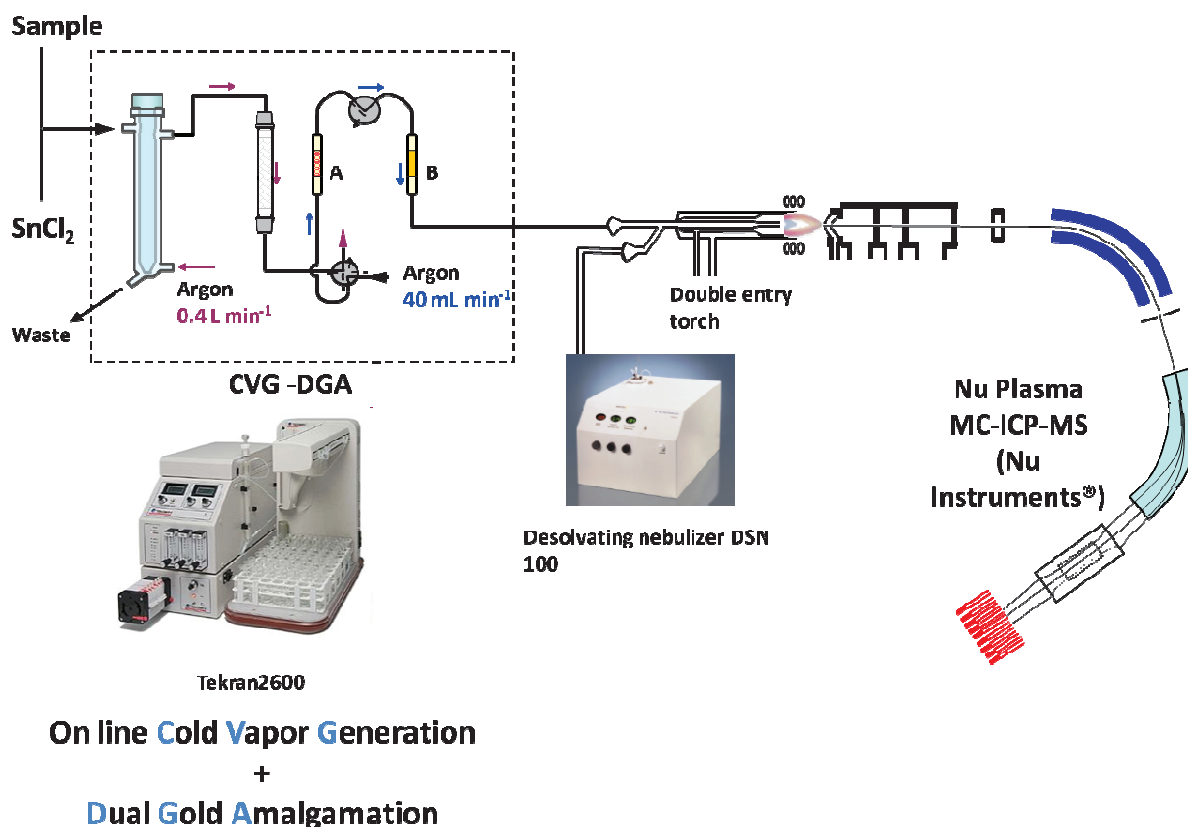 Sample
SnCl₂
Waste
Argon
0.4 L min⁻¹
A
B
Argon
40 mL min⁻¹
CVG -DGA
Double entry
torch
Desolvating nebulizer DSN
100
Nu Plasma
MC-ICP-MS
(Nu
Instruments®)
Tekran2600
On line Cold Vapor Generation
+
Dual Gold Amalgamation